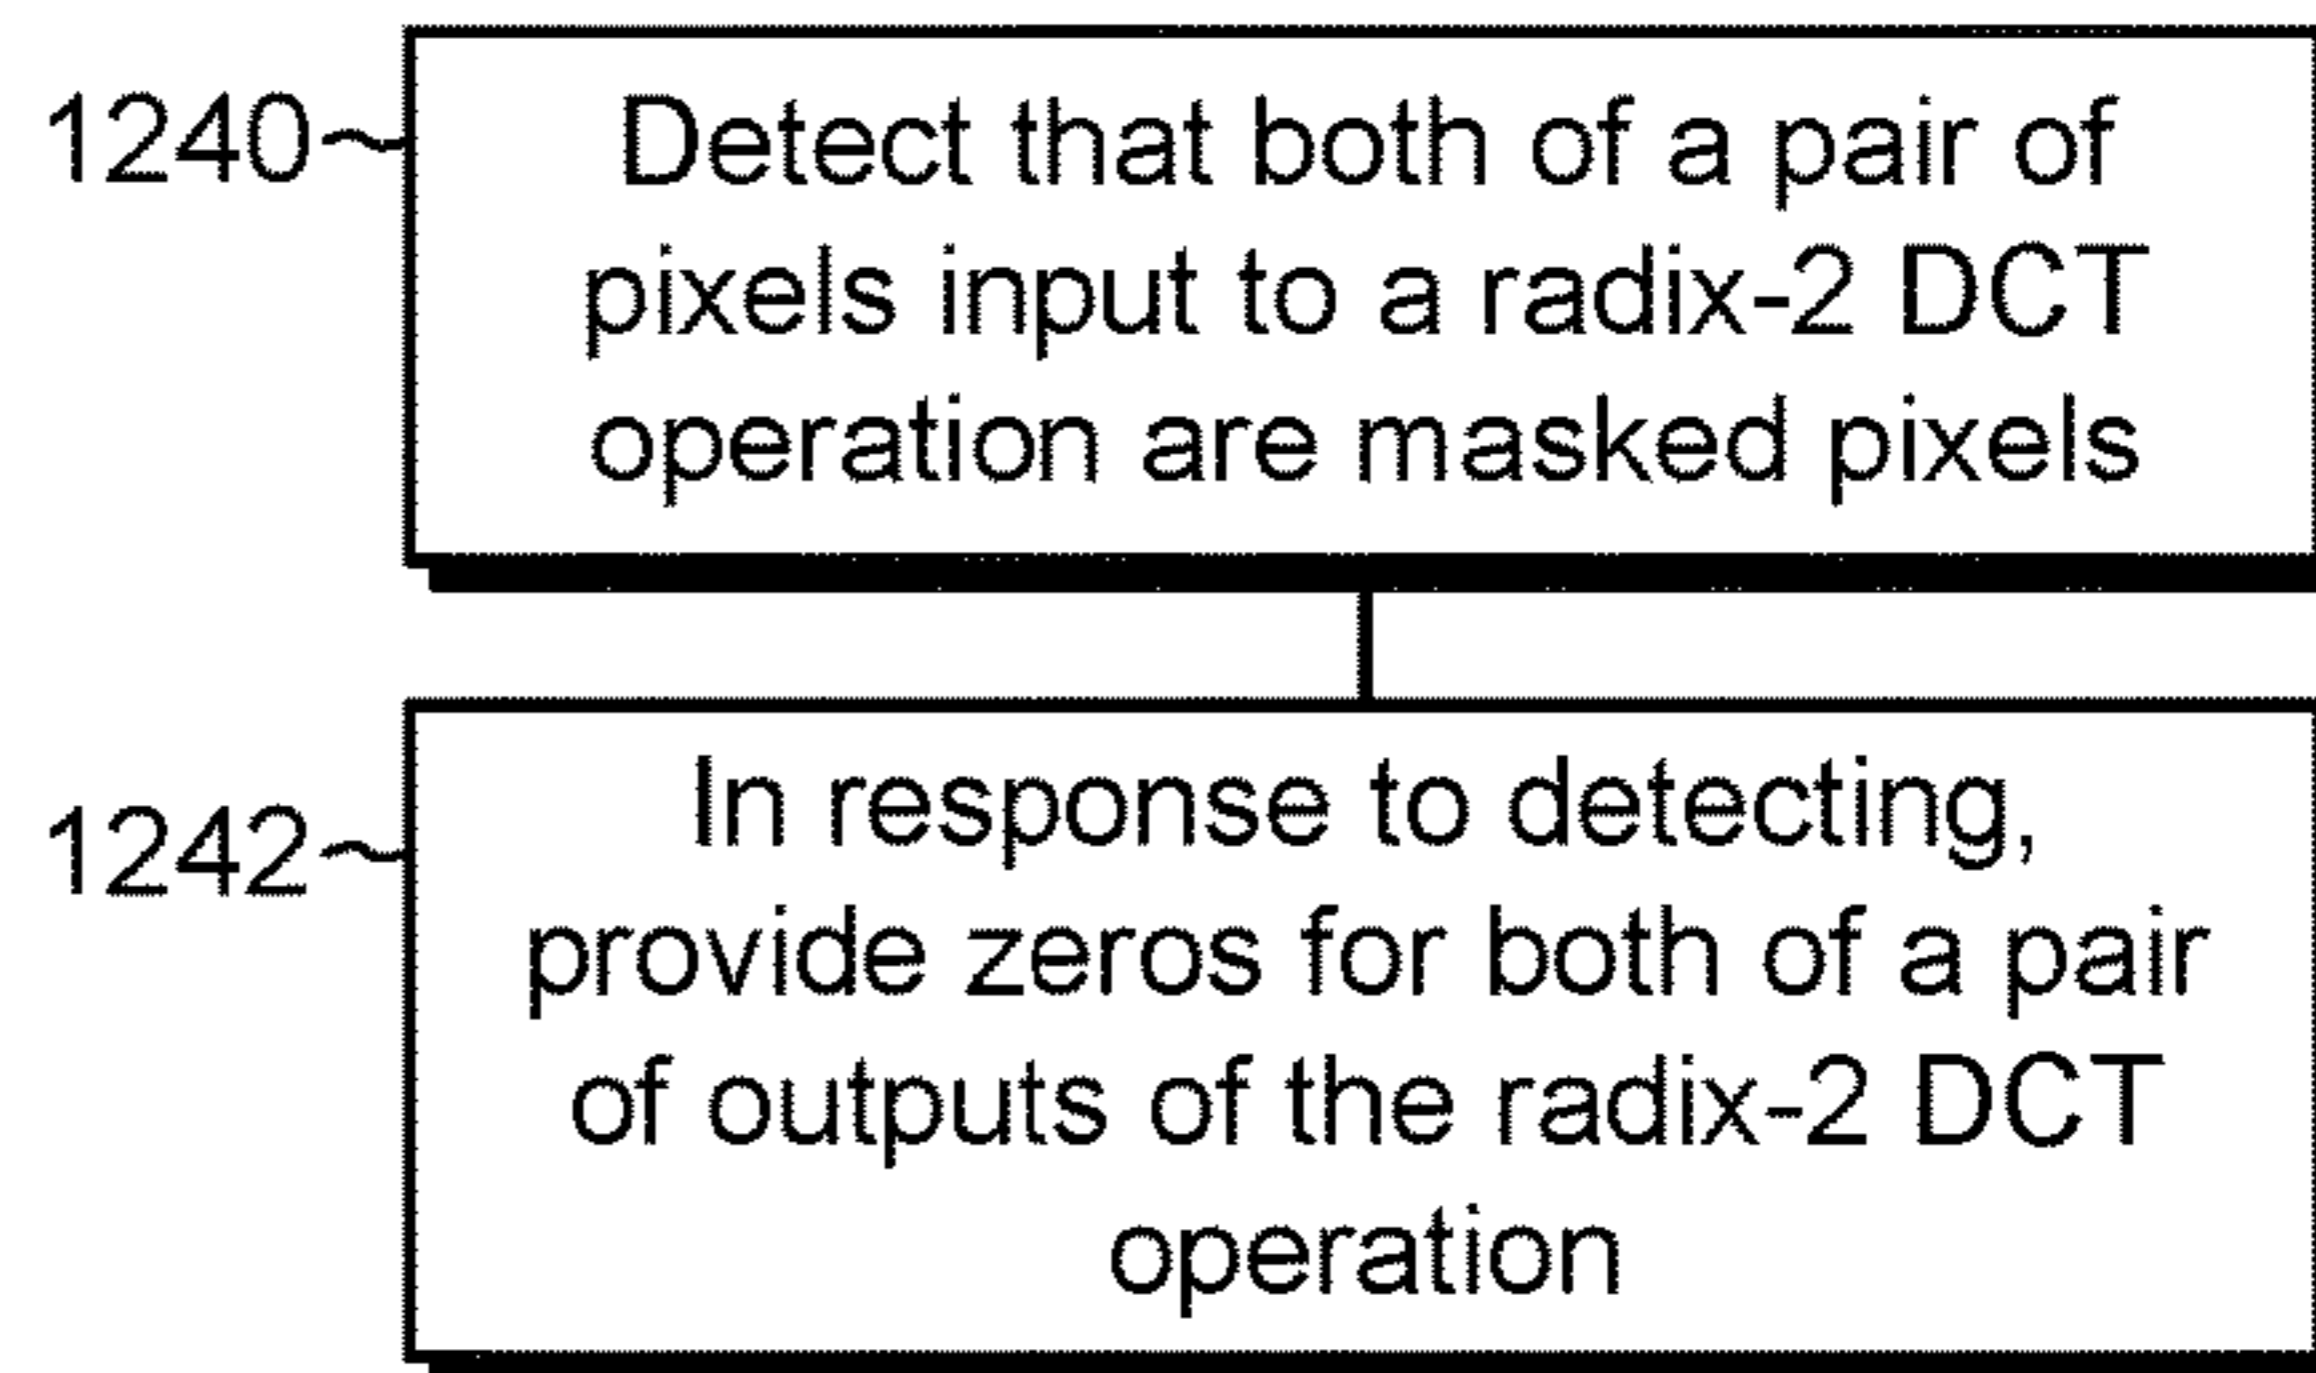 1240
Detect that both of a pair of
pixels input to a radix-2 DCT
operation are masked pixels
1242
In response to detecting,
provide zeros for both of a pair
of outputs of the radix-2 DCT
operation